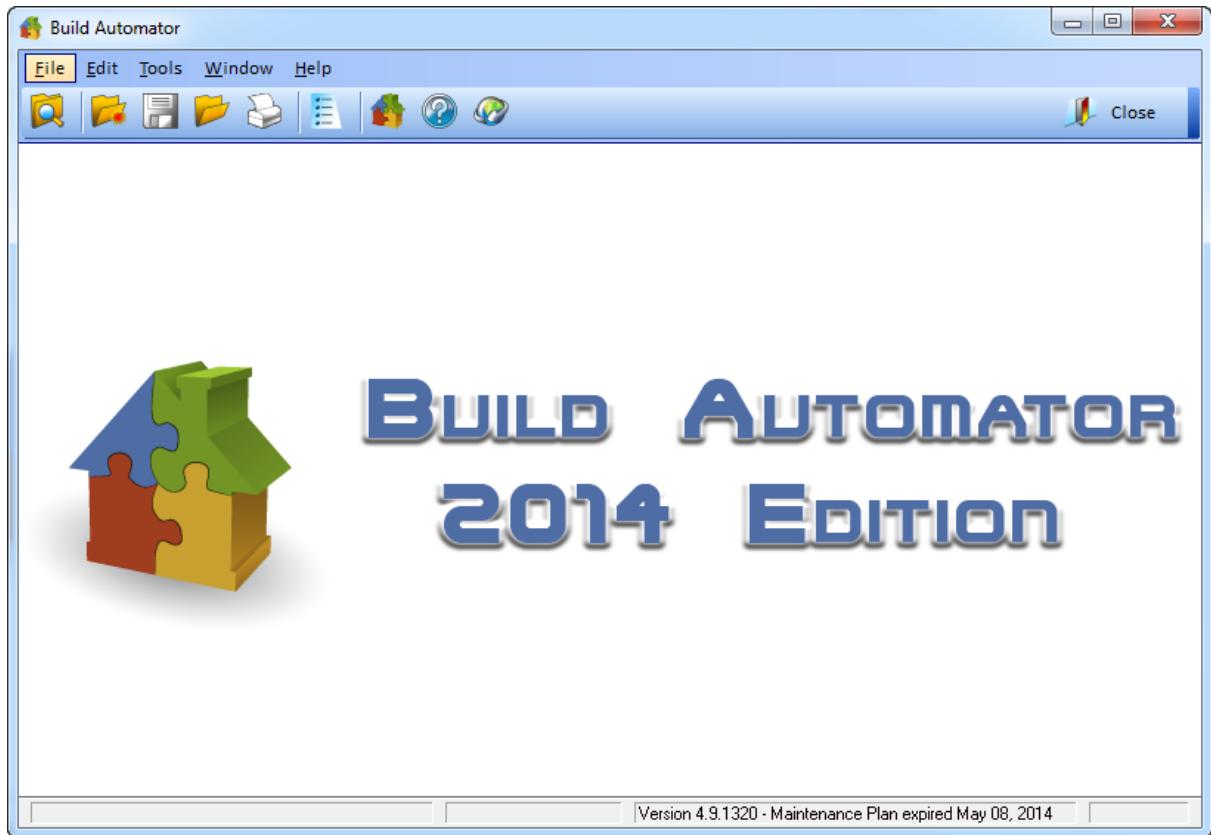 Build Automator
File Edit Tools Window Help
Close
BUILD AUTOMATOR
2014 EDITION
Version 4.9.1320 - Maintenance Plan expired May 08, 2014